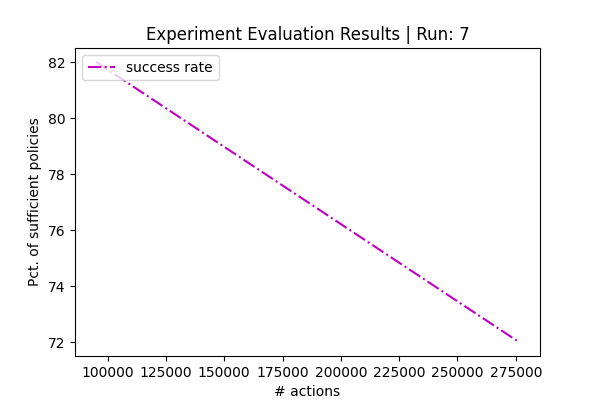 Experiment Evaluation Results | Run: 7
success rate
Pct. of sufficient policies
82
80
78
76
74
72
100000 125000 150000 175000 200000 225000 250000 275000
# actions